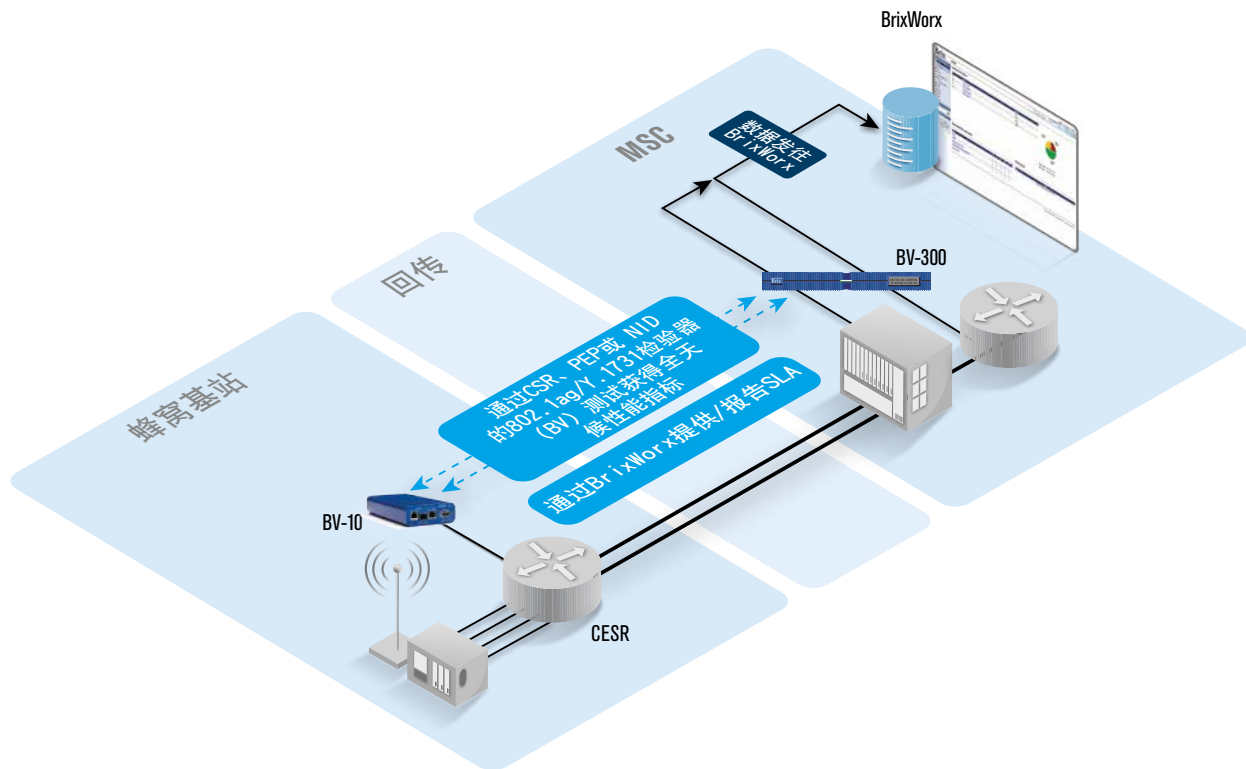 BrixWorx
MSC
数据发往
BrixWorx
回传
BV-300
通过CSR、PEP或 NID
的802.1ag/Y.1731检验器
(BV) 测试获得全天
候性能指标
蜂窝基站
通过BrixWorx提供/报告SLA
BV-10
CESR